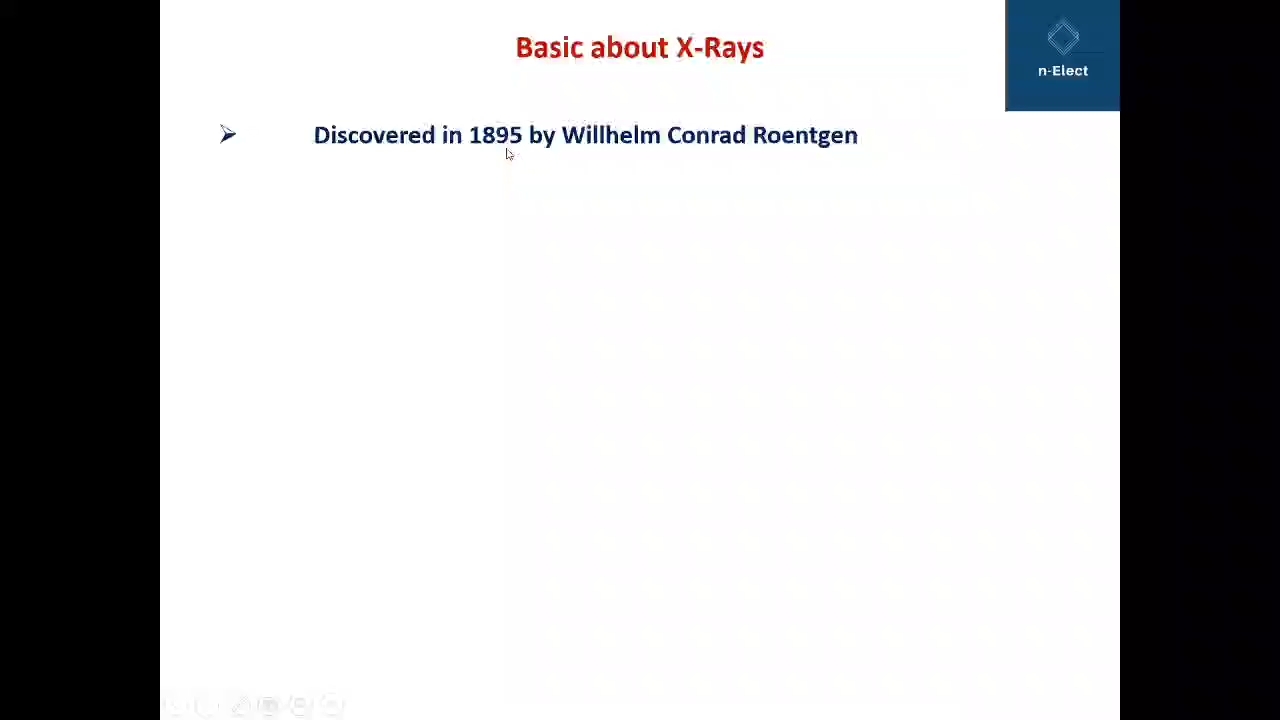 Basic about X-Rays
n-Elect
Discovered in 1895 by Willhelm Conrad Roentgen